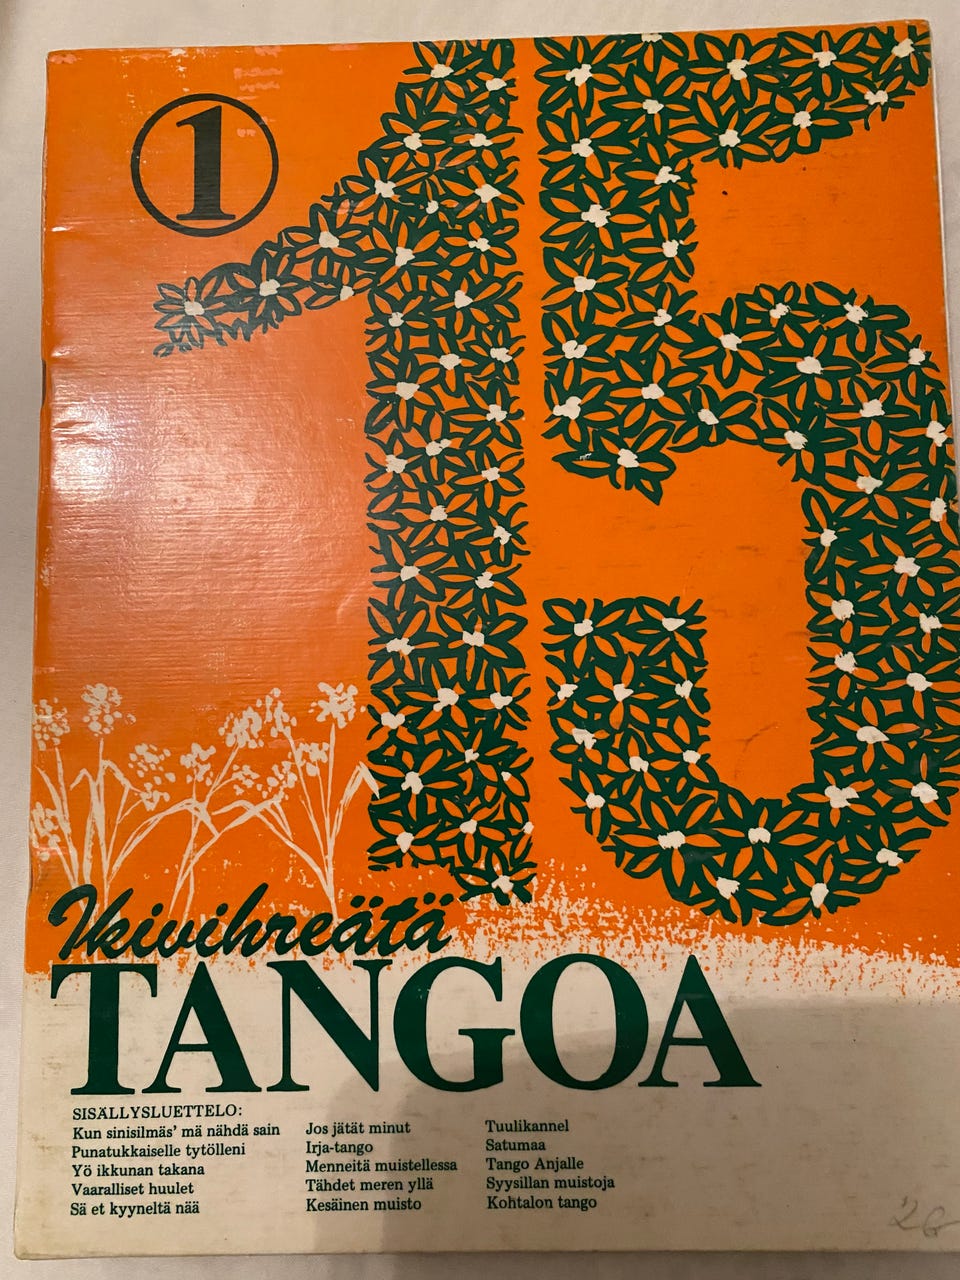 1
15
Ikivihreätä
TANGOA
SISÄLLYSLUETTELO:
Kun sinisilmäs' mä nähdä sain
Punatukkaiselle tytölleni
Yö ikkunan takana
Vaaralliset huulet
Sä et kyyneltä nää
Jos jätät minut
Irja-tango
Menneitä muistellessa
Tähdet meren yllä
Kesäinen muisto
Tuulikannel
Satumaa
Tango Anjalle
Syysillan muistoja
Kohtalon tango